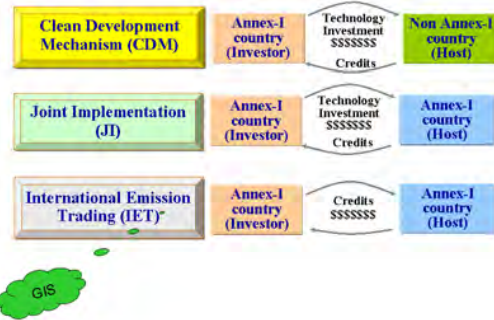 Clean Development
Mechanism (CDM)
Annex-I
country
(Investor)
Technology
Investment
$$$$$$$
Credits
Non Annex-I
country
(Host)
Joint Implementation
(JI)
Annex-I
country
(Investor)
Technology
Investment
$$$$$$$
Credits
Annex-I
country
(Host)
International Emission
Trading (IET)
Annex-I
country
(Investor)
Credits
$$$$$$$
Annex-I
country
(Host)
GIS